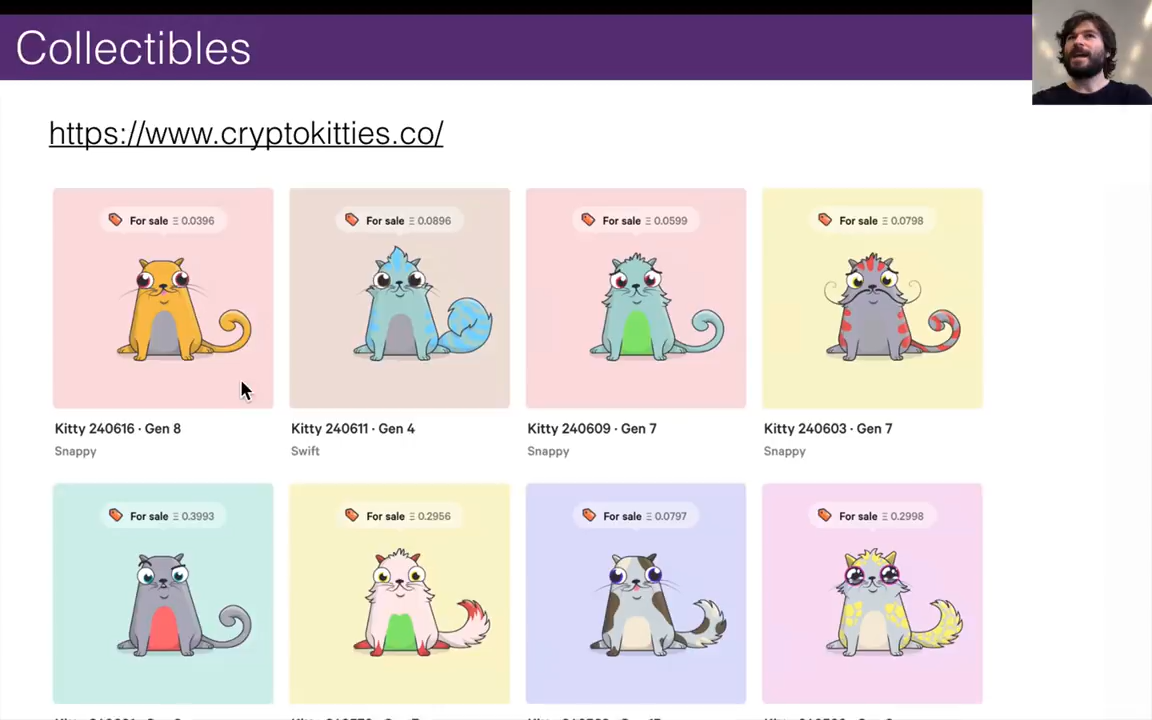 Collectibles
https://www.cryptokitties.co/
For sale Ξ 0.0396
For sale Ξ 0.0896
For sale Ξ 0.0599
For sale Ξ 0.0798
Kitty 240616 · Gen 8
Kitty 240611 · Gen 4
Kitty 240609 · Gen 7
Kitty 240603 · Gen 7
Snappy
Swift
Snappy
Snappy
For sale Ξ 0.3993
For sale Ξ 0.2956
For sale Ξ 0.0797
For sale Ξ 0.2998